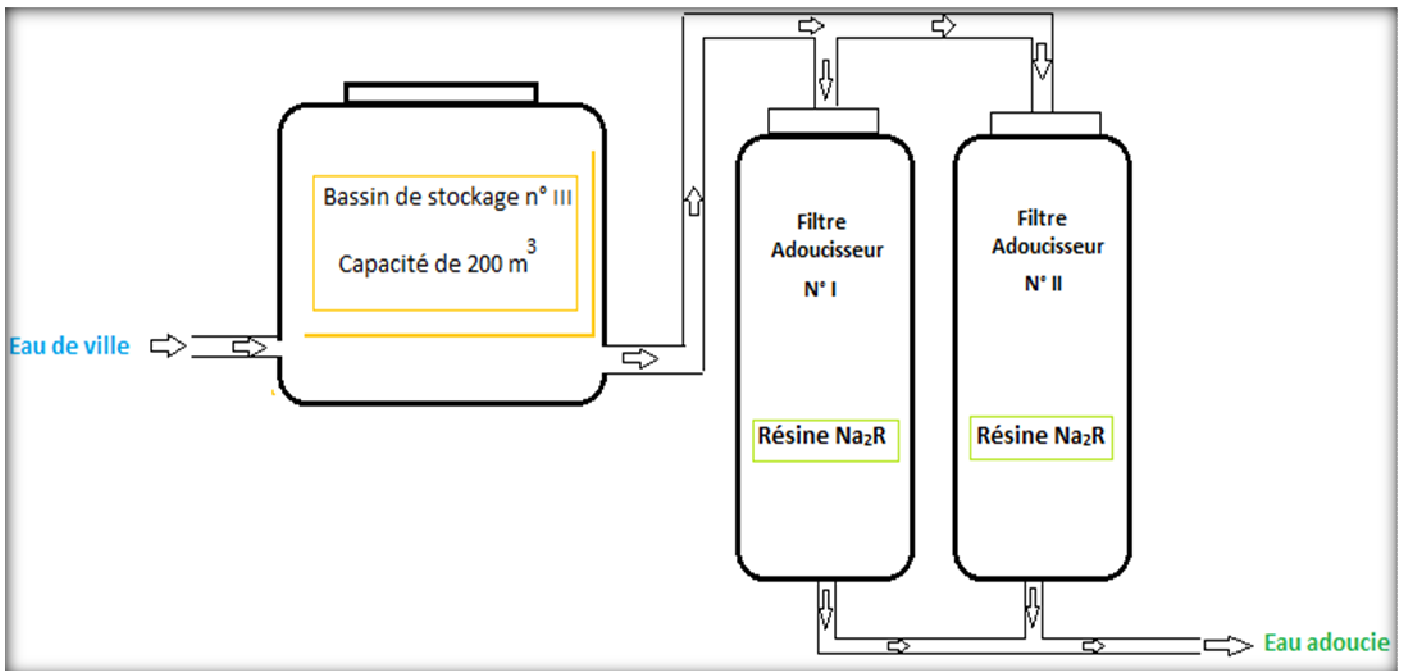 Bassin de stockage n° III
Capacité de 200 m³
Eau de ville
Filtre
Adoucisseur
N° I
Résine Na₂R
Filtre
Adoucisseur
N° II
Résine Na₂R
Eau adoucie